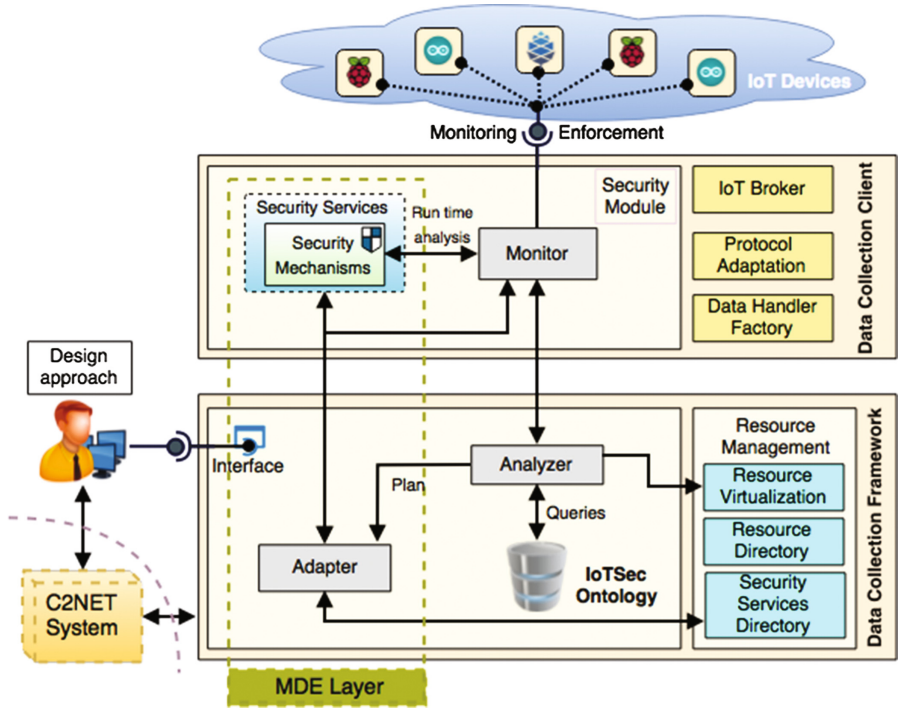 IoT Devices
Monitoring
Enforcement
Security Services
Security
Mechanisms
Run time
analysis
Monitor
Security
Module
IoT Broker
Protocol
Adaptation
Data Handler
Factory
Data Collection Client
Design
approach
Interface
Plan
Analyzer
Queries
Adapter
IoTSec
Ontology
Resource
Management
Resource
Virtualization
Resource
Directory
Security
Services
Directory
Data Collection Framework
C2NET
System
MDE Layer